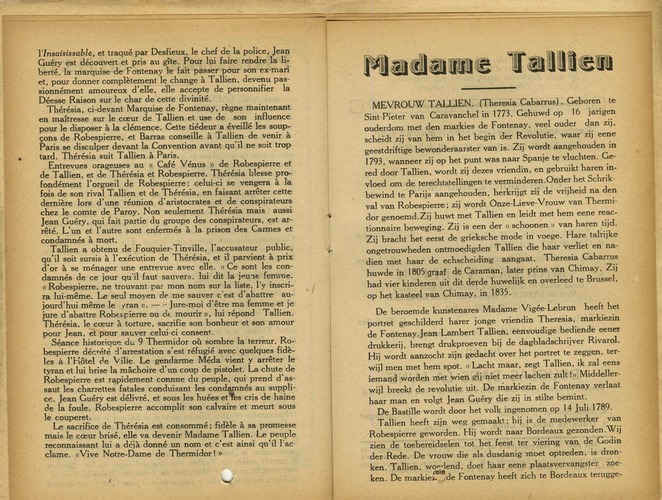 l'Insaisissable, et traqué par Desfieux, le chef de la police, Jean
Guéry est découvert et pris au gîte. Pour lui faire rendre la li-
berté, la marquise de Fontenay le fait passer pour son ex-mari
et, pour donner complètement le change à Tallien, devenu pas-
sionnément amoureux d'elle, elle accepte de personnifier la
Déesse Raison sur le char de cette divinité.
Thérésia, ci-devant Marquise de Fontenay, règne maintenant
en maîtresse sur le cœur de Tallien et use de son influence
pour le disposer à la clémence. Cette tiédeur a éveillé les soup-
çons de Robespierre, et Barras conseille à Tallien de venir à
Paris se disculper devant la Convention avant qu'il ne soit trop
tard. Thérésia suit Tallien à Paris.
Entrevues orageuses au « Café Vénus » de Robespierre et
de Tallien, et de Thérésia et Robespierre. Thérésia blesse pro-
fondément l'orgueil de Robespierre; celui-ci se vengera à la
fois de son rival Tallien et de Thérésia, en faisant arrêter cette
dernière lors d'une réunion d'aristocrates et de conspirateurs
chez le comte de Paroy. Non seulement Thérésia mais aussi
Jean Guéry, qui fait partie du groupe des conspirateurs, est ar-
rêté. L'un et l'autre sont enfermés à la prison des Carmes et
condamnés à mort.
Tallien a obtenu de Fouquier-Tinville, l'accusateur public,
qu'il soit sursis à l'exécution de Thérésia, et il parvient à prix
d'or à se ménager une entrevue avec elle. « Ce sont les con-
damnés de ce jour qu'il faut sauver», lui dit la jeune femme.
« Robespierre, ne trouvant pas mon nom sur la liste, l'y inscri-
ra lui-même. Le seul moyen de me sauver c'est d'abattre au-
jourd'hui même le yran ». — « Jure-moi d'être ma femme et je
jure d'abattre Robespierre ou de mourir », lui répond Tallien.
Thérésia, le cœur à torture, sacrifie son bonheur et son amour
pour Jean, et pour sauver celui-ci consent.
Séance historique du 9 Thermidor où sombre la terreur. Ro-
bespierre décrété d'arrestation s'est réfugié avec quelques fidè-
les à l'Hôtel de Ville. Le gendarme Méda vient y arrêter le
tyran et lui brise la mâchoire d'un coup de pistolet. La chute de
Robespierre est rapidement connue du peuple, qui prend d'as-
saut les charrettes fatales conduisant les condamnés au suppli-
ce. Jean Guéry est délivré, et sous les huées et les cris de haine
de la foule. Robespierre accomplit son calvaire et meurt sous
le couperet.
Le sacrifice de Thérésia est consommé; fidèle à sa promesse
mais le cœur brisé, elle va devenir Madame Tallien. Le peuple
reconnaissant lui a déjà donné un nom et c'est ainsi qu'il l'ac-
clame. «Vive Notre-Dame de Thermidor!»
Madame Tallien
MEVROUW TALLIEN. (Theresia Cabarrus), Geboren te
Sint-Pieter van Caravanchel in 1773. Gehuwd op 16 jarigen
ouderdom met den markies de Fontenay, veel ouder dan zij,
scheidt zij van hem in het begin der Revolutie, waar zij eene
geestdriftige bewonderaarster van is. Zij wordt aangehouden in
1793, wanneer zij op het punt was naar Spanje te vluchten. Ge-
red door Tallien, wordt zij dezes vriendin, en gebruikt haren in-
vloed om de terechtstellingen te verminderen.Onder het Schrik-
bewind te Parijs aangehouden, herkrijgt zij de vrijheid na den
val van Robespierre; zij wordt Onze-Lieve-Vrouw van Thermi-
dor genoemd.Zij huwt met Tallien en leidt met hem eene reac-
tionnaire beweging. Zij is een der « schoonen » van haren tijd.
Zij bracht het eerst de grieksche mode in voege. Hare talrijke
ongetrouwheden ontmoedigden Tallien die haar verliet en na-
dien met haar de echscheiding aangaat. Theresia Cabarrus
huwde in 1805 graaf de Caraman, later prins van Chimay. Zij
had vier kinderen uit dit derde huwelijk en overleed te Brussel,
op het kasteel van Chimay, in 1835.
De beroemde kunstenares Madame Vigée-Lebrun heeft het
portret geschilderd harer jonge vriendin Theresia, markiezin
de Fontenay.Jean Lambert Tallien, eenvoudige bediende eener
drukkerij, brengt drukproeven bij de dagbladschrijver Rivarol.
Hij wordt aanzocht zijn gedacht over het portret te zeggen, ter-
wijl men met hem spot. « Lacht maar, zegt Tallien, ik zal eens
iemand worden met wien gij niet meer lachen zult !» Middeller-
wijl breekt de revolutie uit. De markiezin de Fontenay verlaat
haar man en volgt Jean Guéry die zij in stilte bemint.
De Bastille wordt door het volk ingenomen op 14 Juli 1789.
Tallien heeft zijn weg gemaakt; hij is de medewerker van
Robespierre geworden. Hij wordt naar Bordeaux gezonden.Wij
zien de toebereidselen tot het feest ter viering van de Godin
der Rede. De vrouw die als dusdanig moet optreden, is dron-
ken. Tallien, doet haar eene plaatsvervangster zoe-
ken. De de Fontenay heeft zich te Bordeaux terugge-